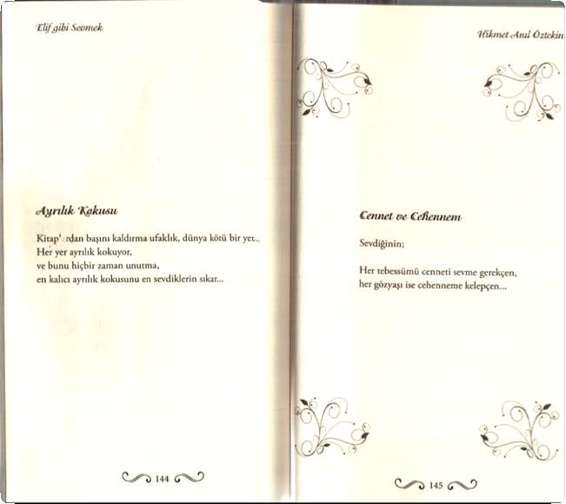 Elif gibi Sevmek
Ayrılık Kokusu
Kitap'ından başını kaldırma ufaklık, dünya kötü bir yer...
Her yer ayrılık kokuyor,
ve bunu hiçbir zaman unutma,
en kalıcı ayrılık kokusunu en sevdiklerin sıkar...
144
Hikmet Anıl Öztekin
Cennet ve Cehennem
Sevdiğinin;
Her tebessümü cenneti sevme gerekçen,
her gözyaşı ise cehenneme kelepçen...
145